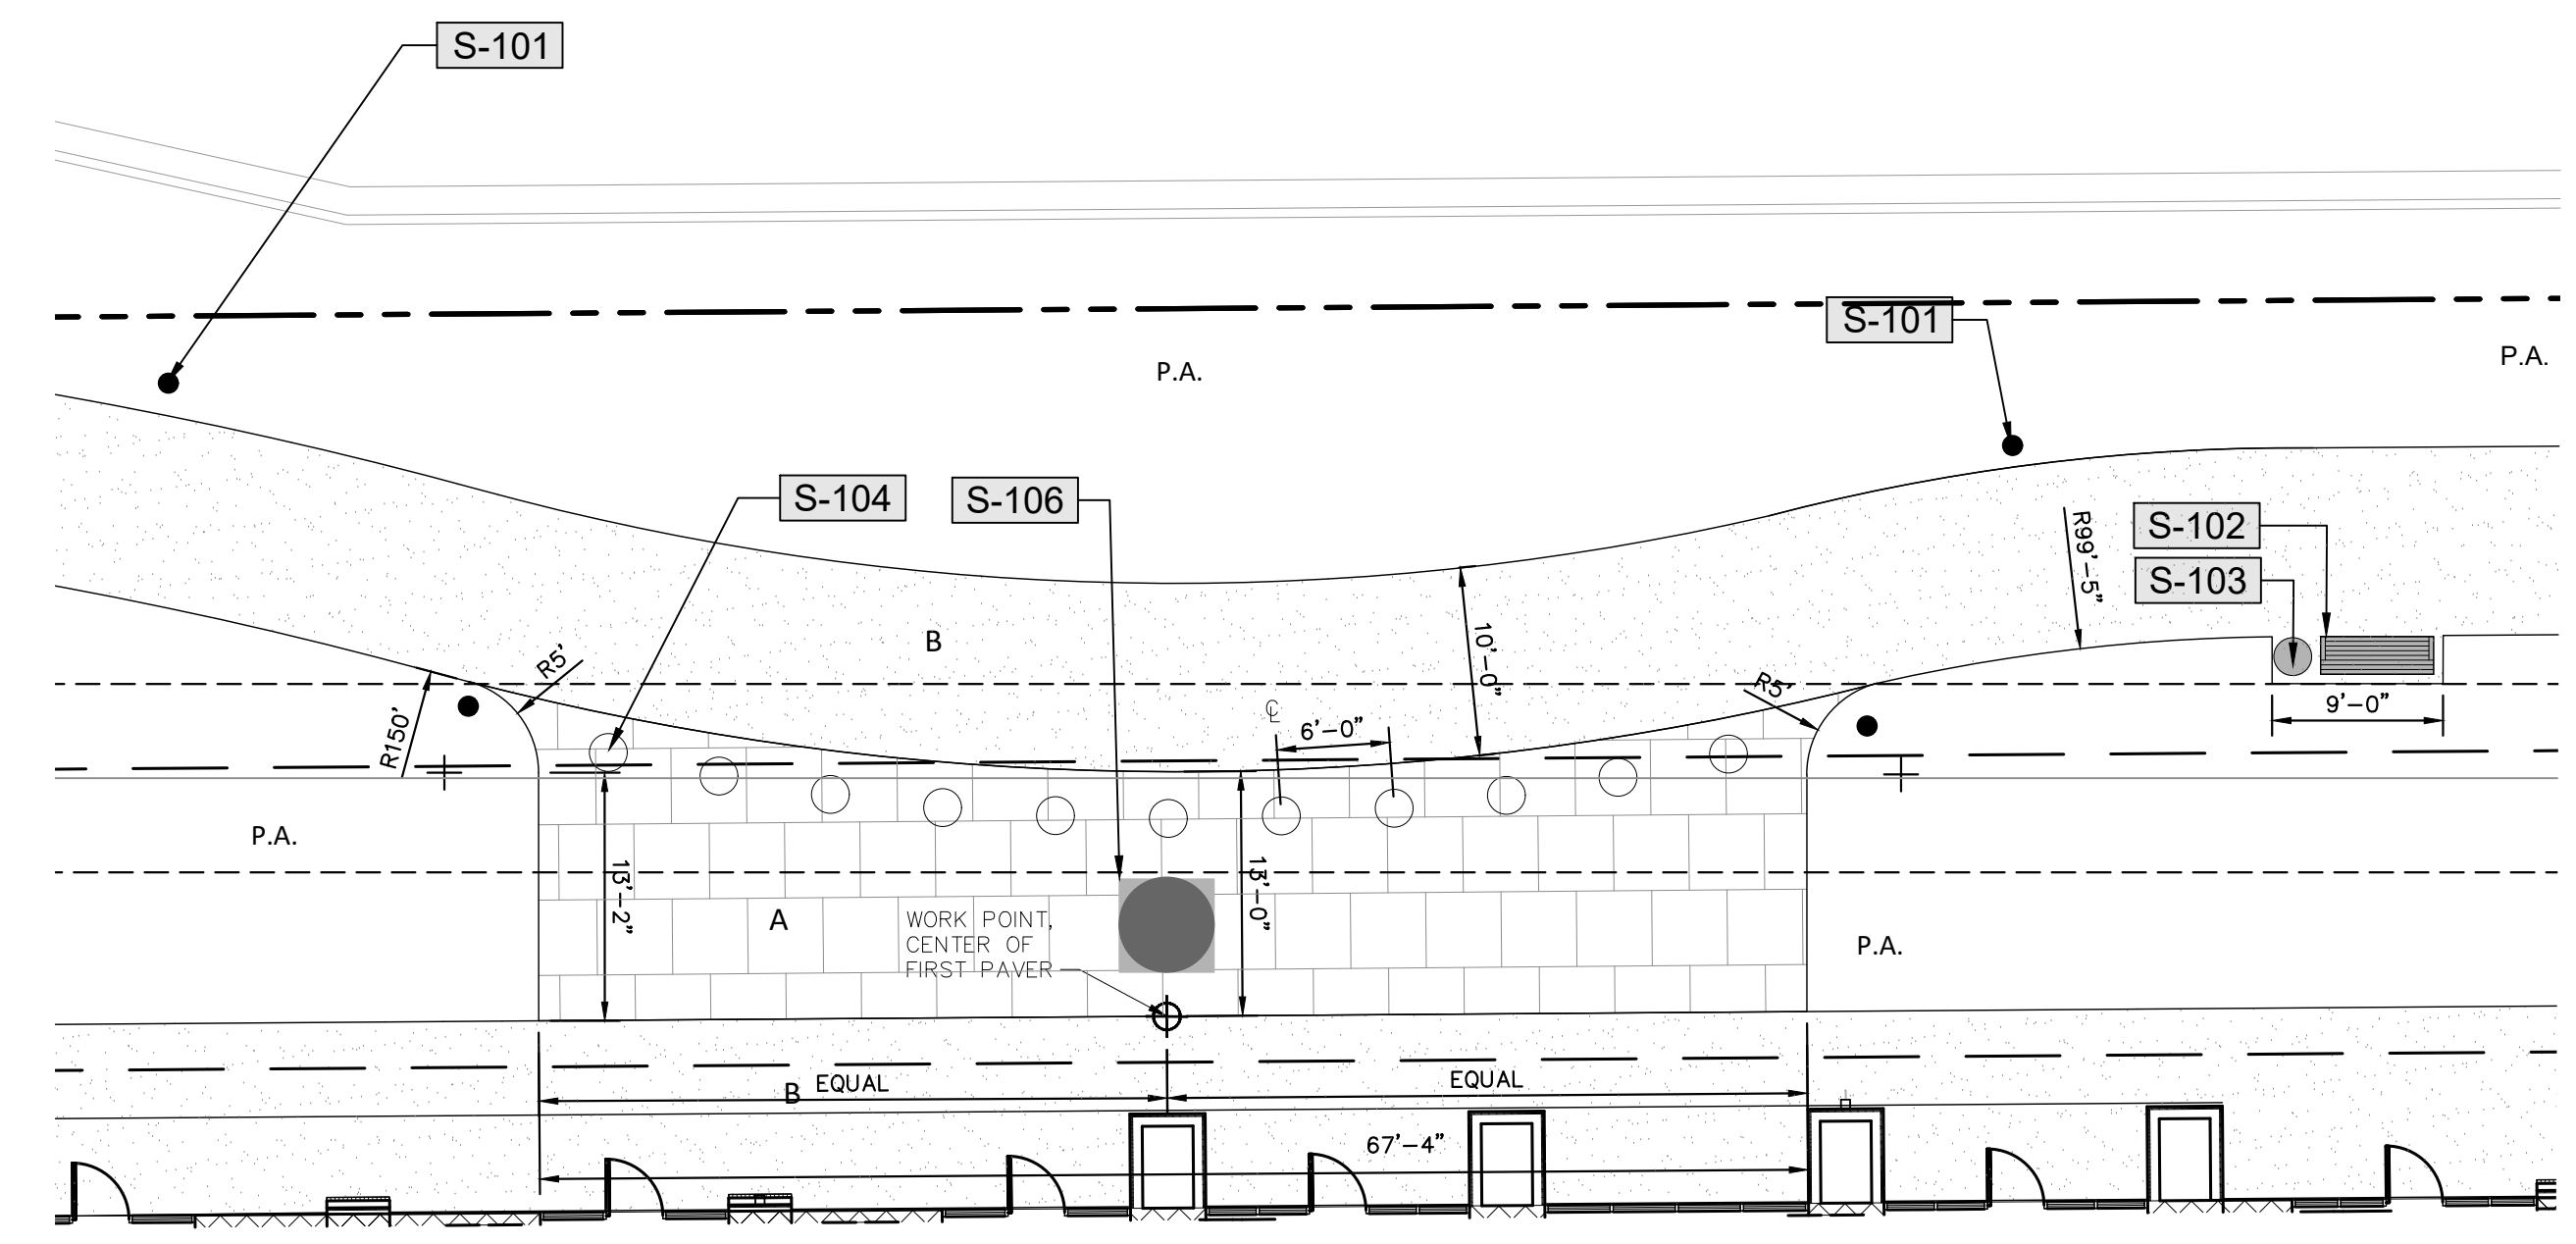 S-101
S-101
P.A.
P.A.
S-104
S-106
S-102
S-103
R99'-5"
B
10'-0"
R5'
R5'
℄
6'-0"
9'-0"
R150'
P.A.
13'-2"
13'-0"
A
WORK POINT,
CENTER OF
FIRST PAVER
P.A.
EQUAL
EQUAL
B
67'-4"